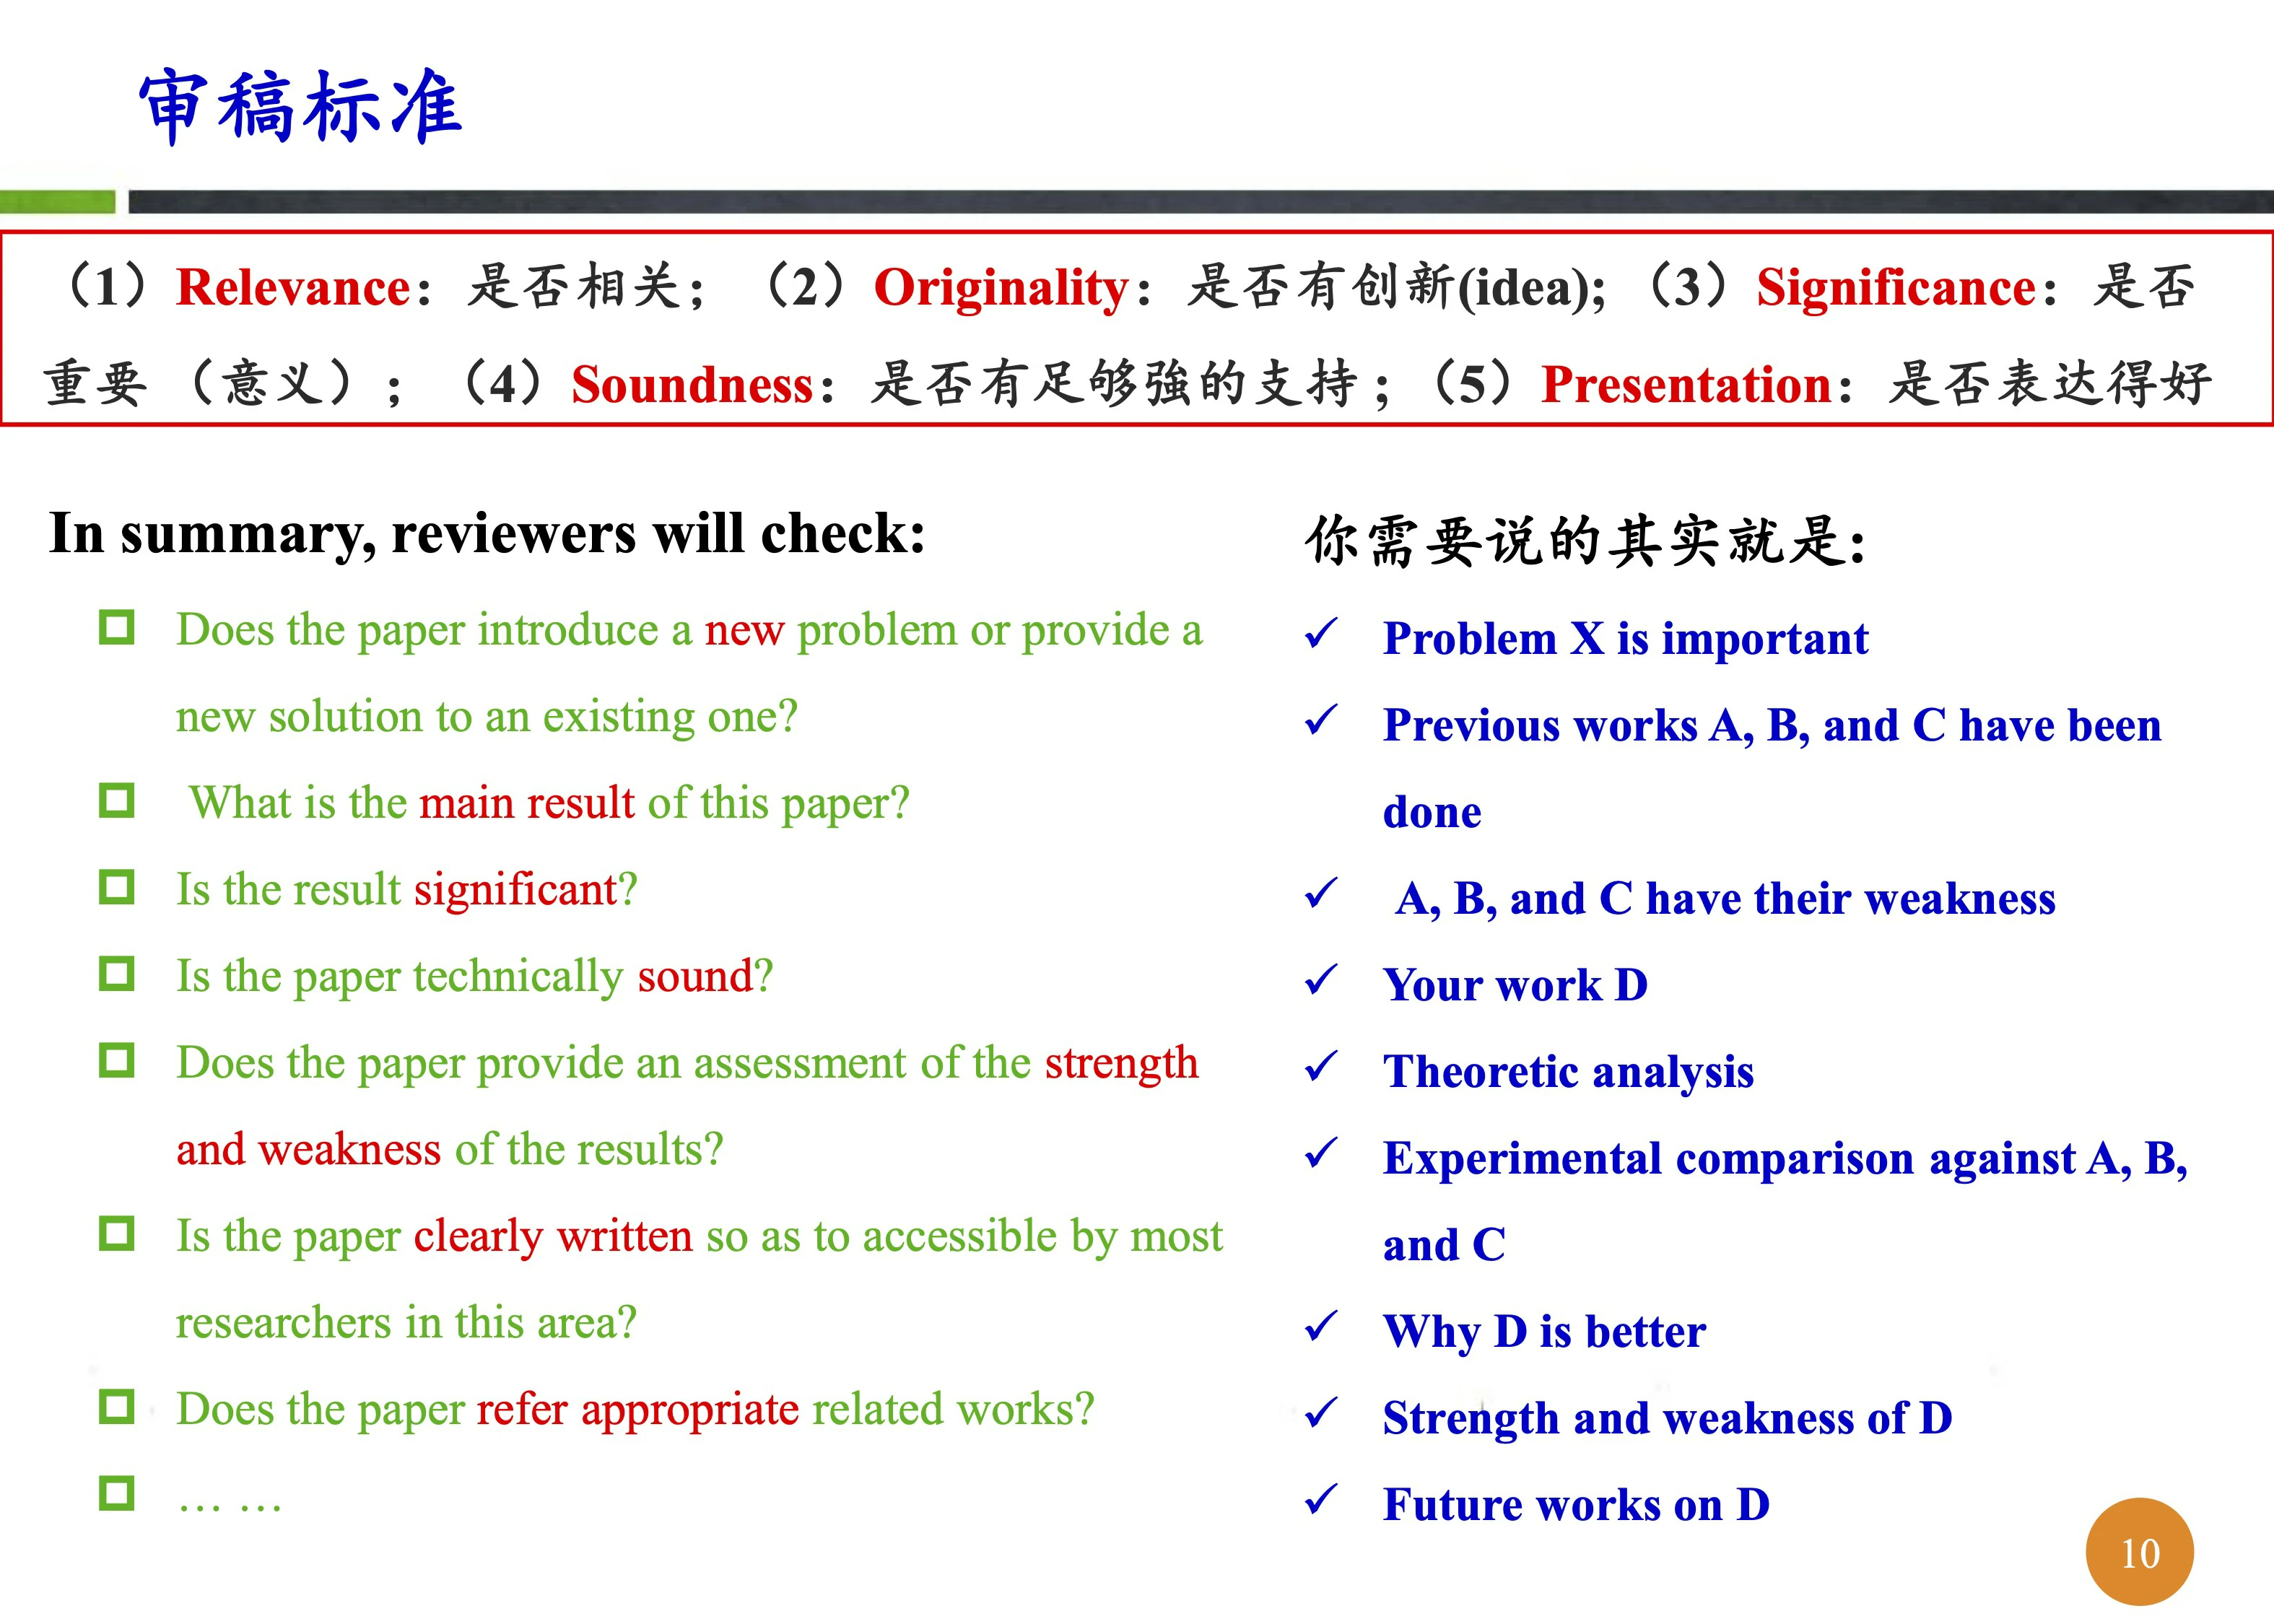 审稿标准
（1）Relevance：是否相关；（2）Originality：是否有创新(idea);（3）Significance：是否
重要（意义）；（4）Soundness：是否有足够強的支持；（5）Presentation：是否表达得好
In summary, reviewers will check:
Does the paper introduce a new problem or provide a
new solution to an existing one?
What is the main result of this paper?
Is the result significant?
Is the paper technically sound?
Does the paper provide an assessment of the strength
and weakness of the results?
Is the paper clearly written so as to accessible by most
researchers in this area?
Does the paper refer appropriate related works?
… …
你需要说的其实就是：
Problem X is important
Previous works A, B, and C have been
done
A, B, and C have their weakness
Your work D
Theoretic analysis
Experimental comparison against A, B,
and C
Why D is better
Strength and weakness of D
Future works on D
10